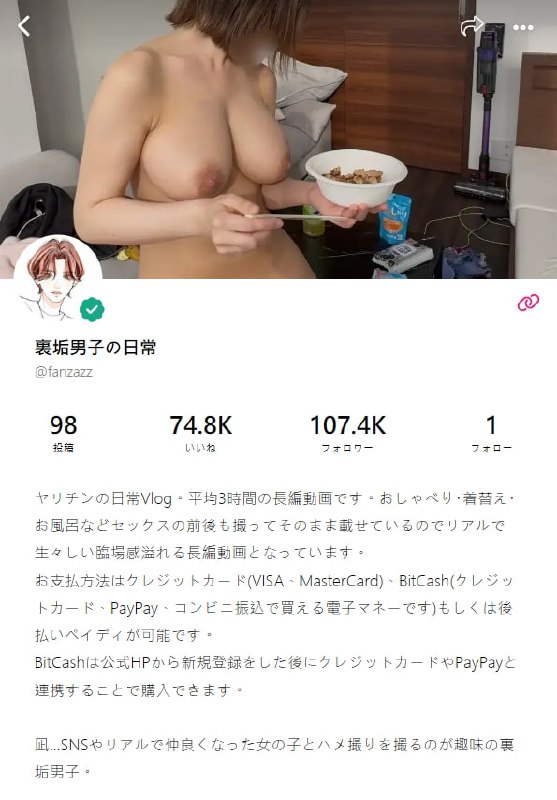 裏垢男子の日常
@fanzazz
98 74.8K 107.4K 1
投稿 いいね フォロワー フォロー
ヤリチンの日常Vlog。平均3時間の長編動画です。おしゃべり･着替え･
お風呂などセックスの前後も撮ってそのまま載せているのでリアルで
生々しい臨場感溢れる長編動画となっています。
お支払方法はクレジットカード(VISA、MasterCard)、BitCash(クレジッ
トカード、PayPay、コンビニ振込で買える電子マネーです)もしくは後
払いペイディが可能です。
BitCashは公式HPから新規登録をした後にクレジットカードやPayPayと
連携することで購入できます。
凪...SNSやリアルで仲良くなった女の子とハメ撮りを撮るのが趣味の裏
垢男子。